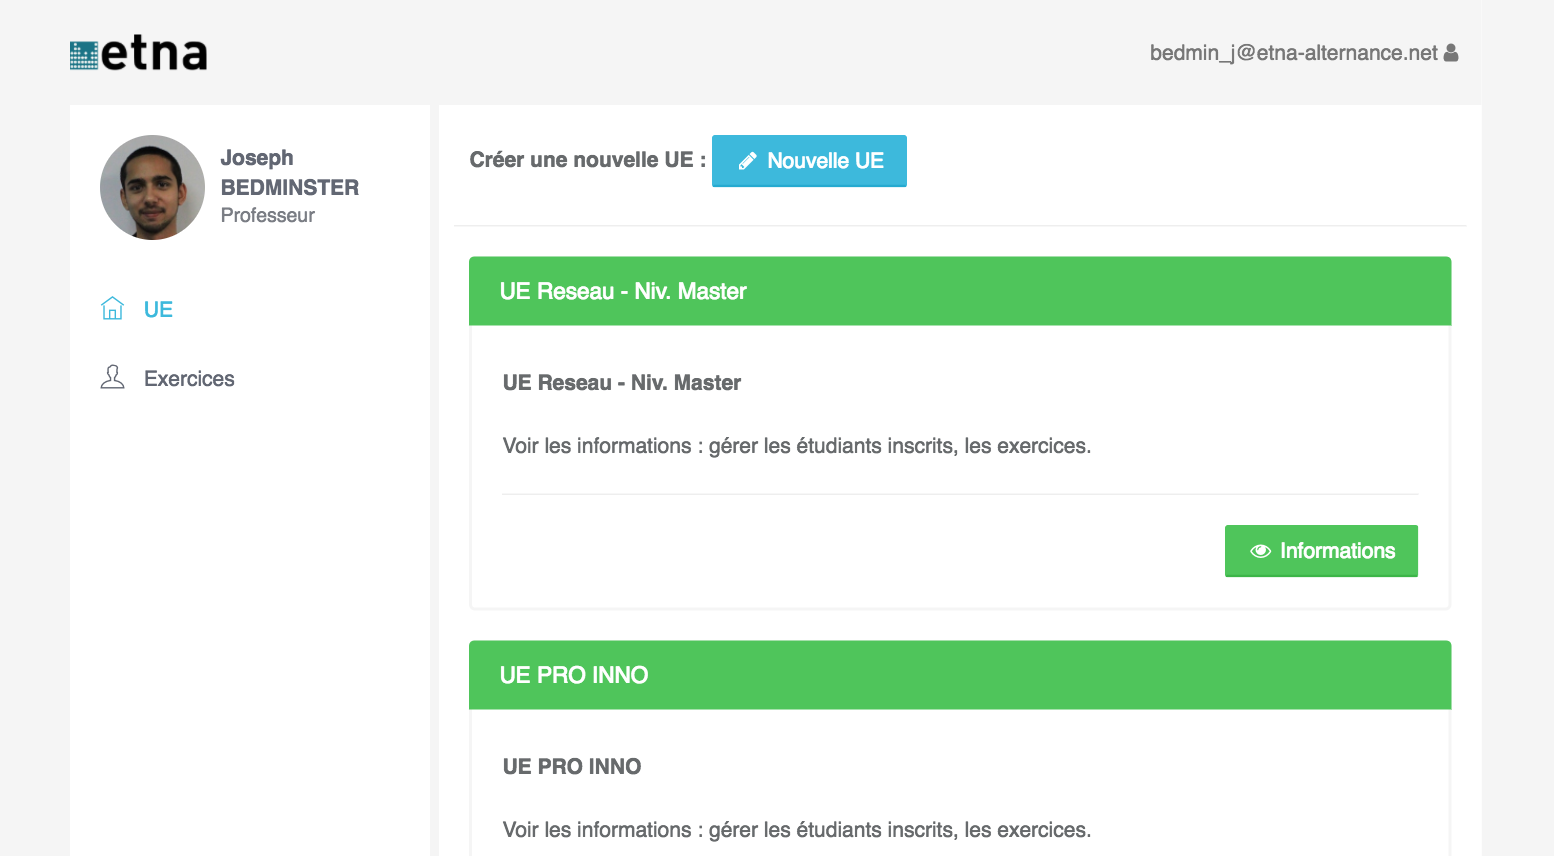 etna
bedmin_j@etna-alternance.net
Joseph
BEDMINSTER
Professeur
UE
Exercices
Créer une nouvelle UE :
Nouvelle UE
UE Reseau - Niv. Master
UE Reseau - Niv. Master
Voir les informations : gérer les étudiants inscrits, les exercices.
Informations
UE PRO INNO
UE PRO INNO
Voir les informations : gérer les étudiants inscrits, les exercices.